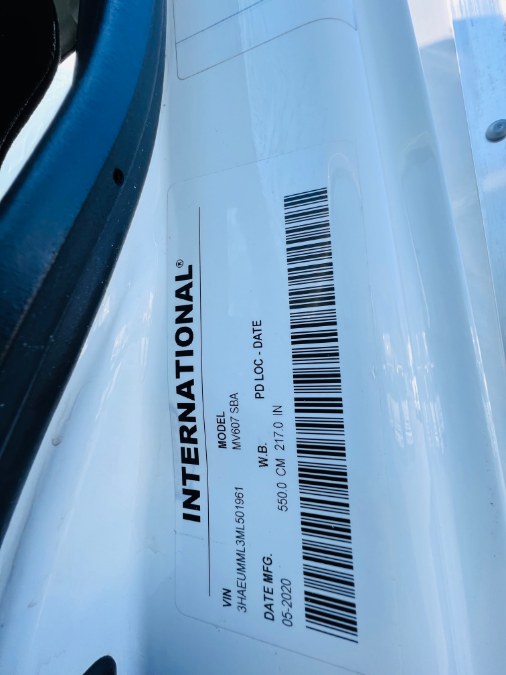 INTERNATIONAL®
MODEL
MV607 SBA
VIN
3HAEUMML3ML501961
DATE MFG. W.B. PD LOC - DATE
05-2020 550.0 CM 217.0 IN